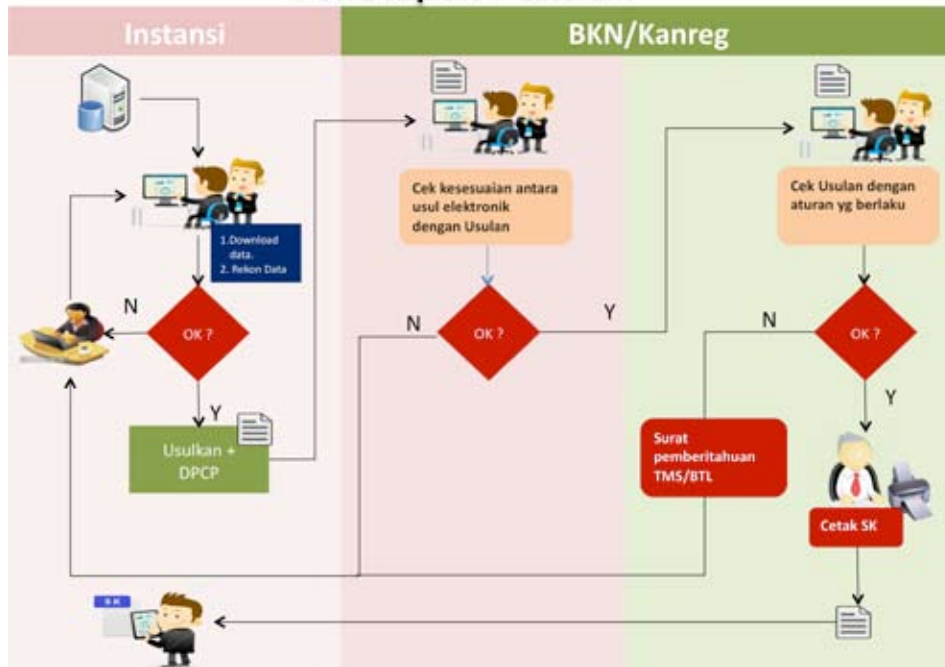 Instansi
BKN/Kanreg
1.Download
data.
2. Rekon Data
OK ?
N
Y
Usulkan +
DPCP
Cek kesesuaian antara
usul elektronik
dengan Usulan
OK ?
N
Y
Cek Usulan dengan
aturan yg berlaku
OK ?
N
Y
Surat
pemberitahuan
TMS/BTL
Cetak SK
S K